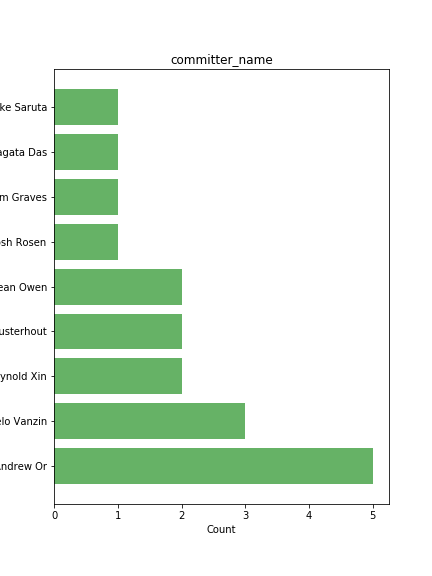 committer_name
ke Saruta
agata Das
m Graves
osh Rosen
ean Owen
usterhout
ynold Xin
elo Vanzin
Andrew Or
0 1 2 3 4 5
Count